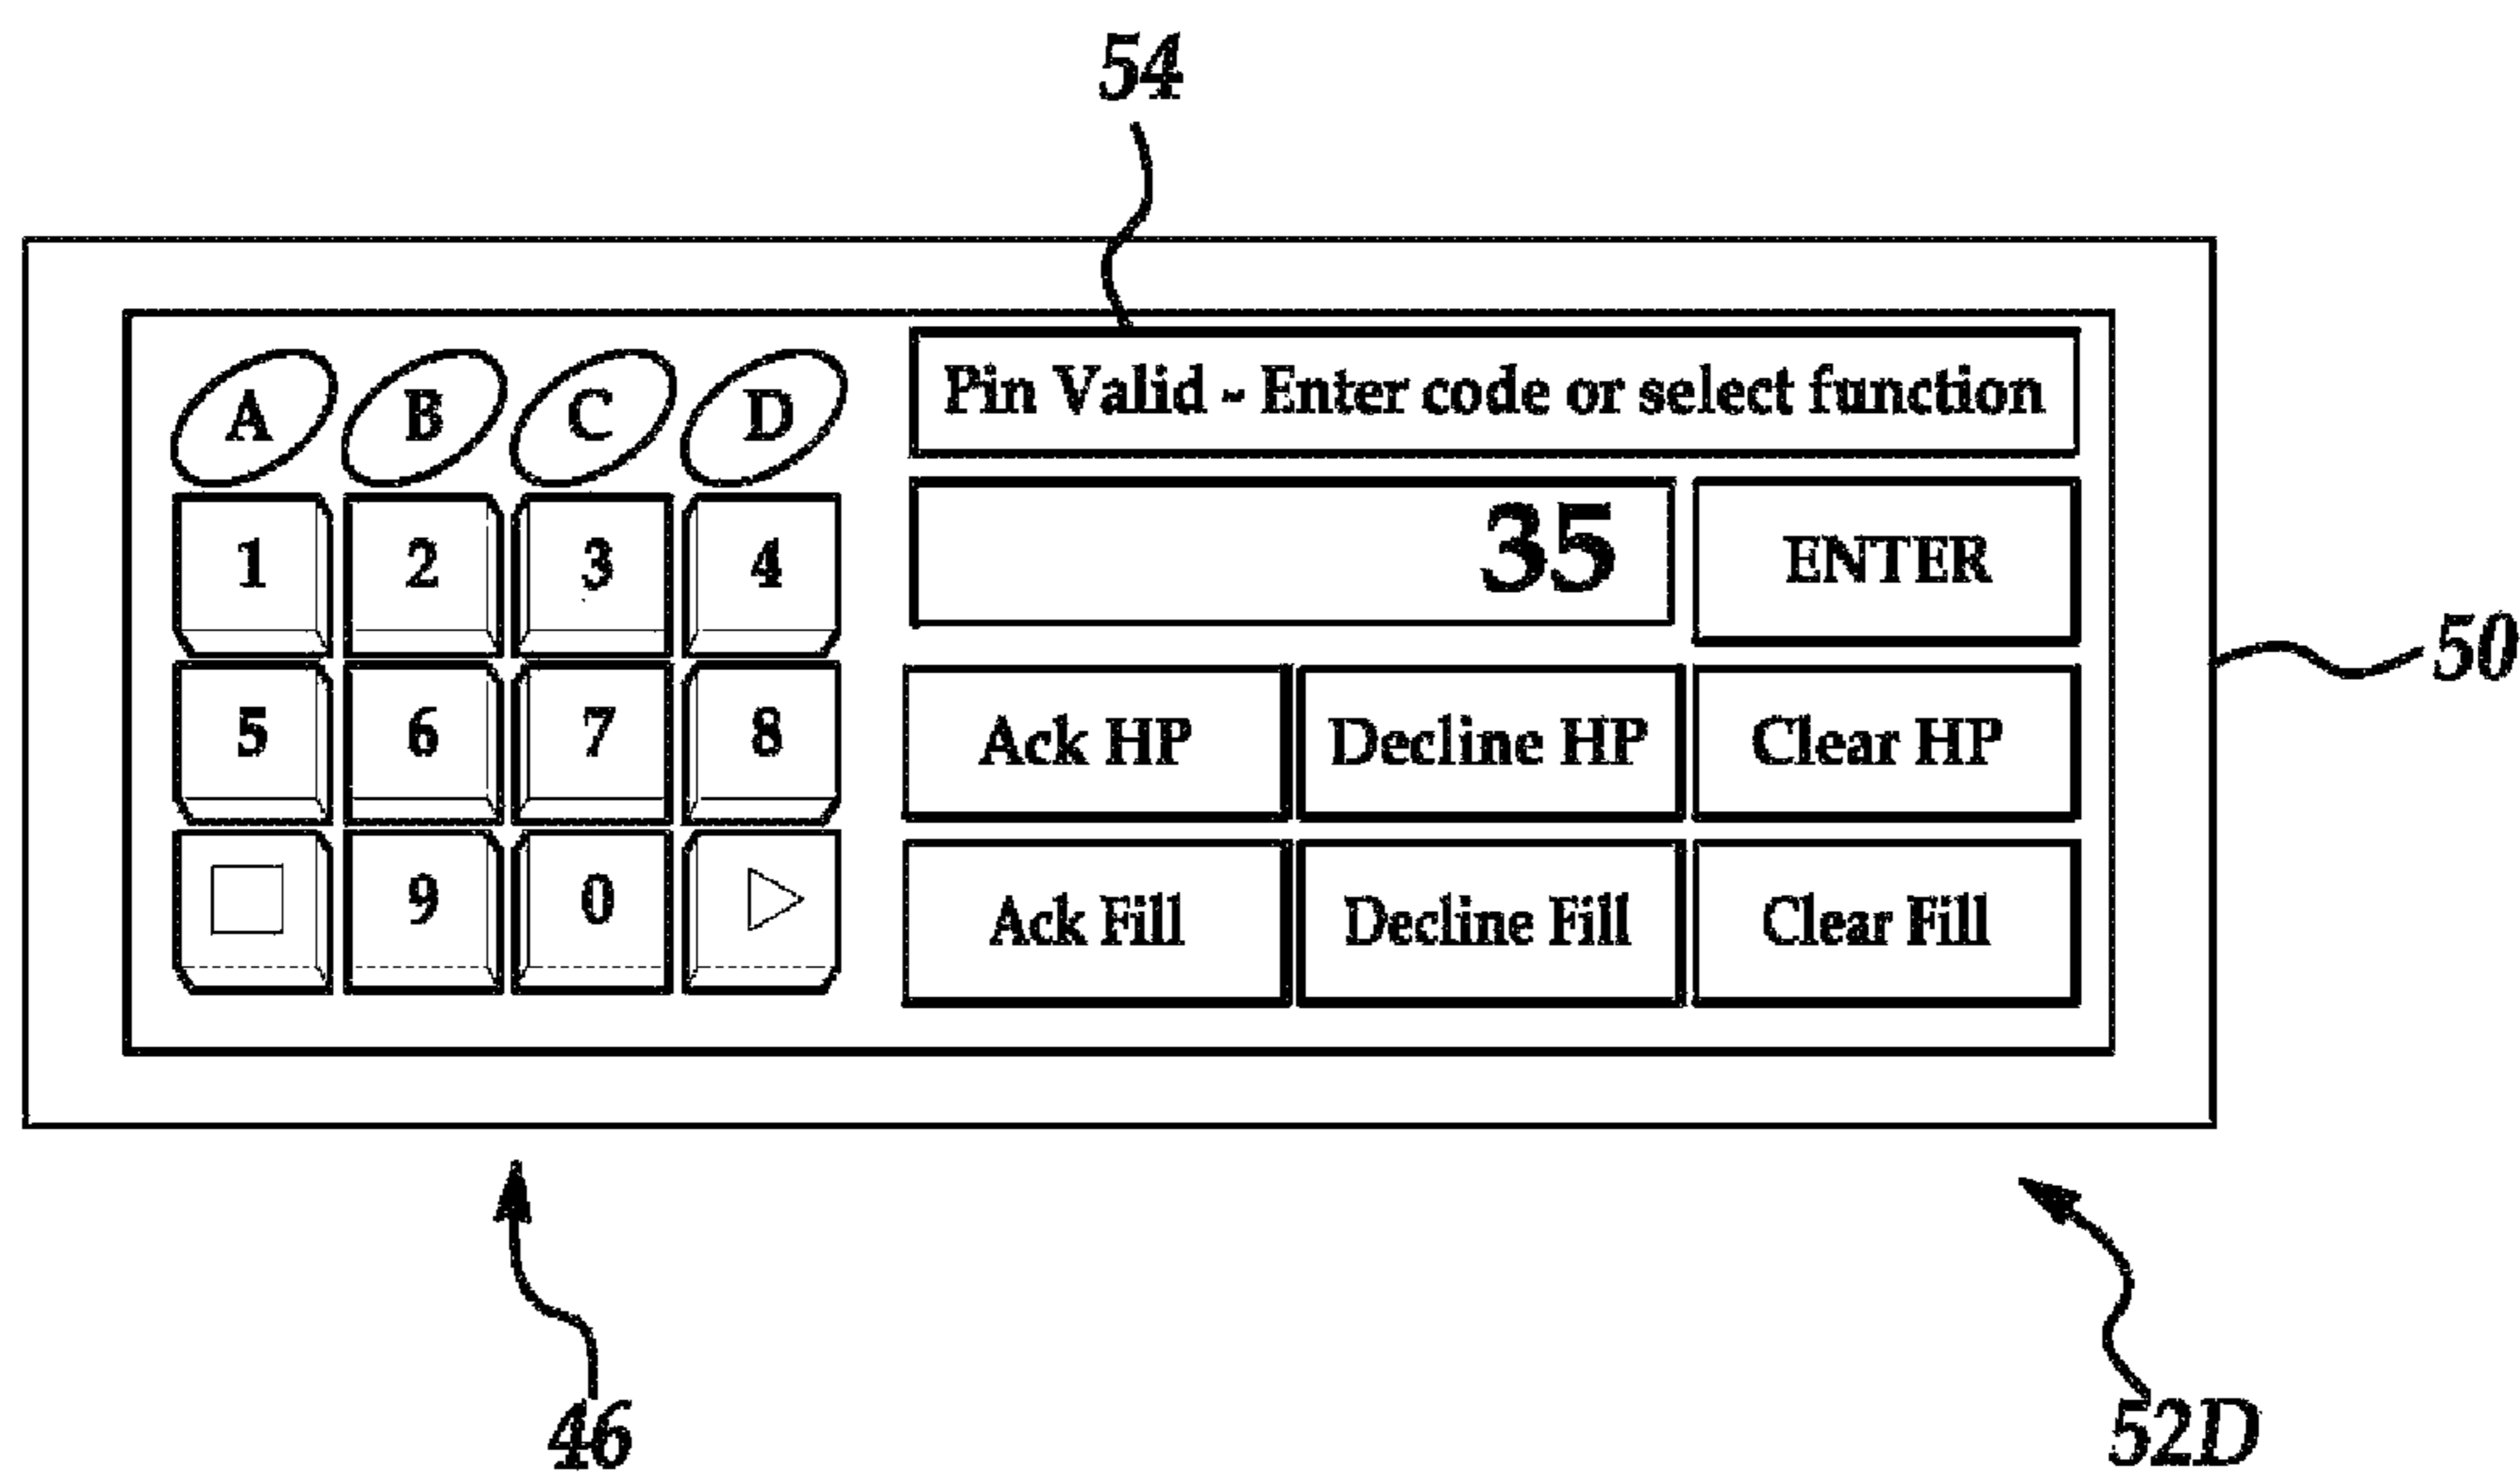 54
A B C D
Pin Valid - Enter code or select function
1 2 3 4
35
ENTER
50
5 6 7 8
Ack HP
Decline HP
Clear HP
9 0
Ack Fill
Decline Fill
Clear Fill
46
52D